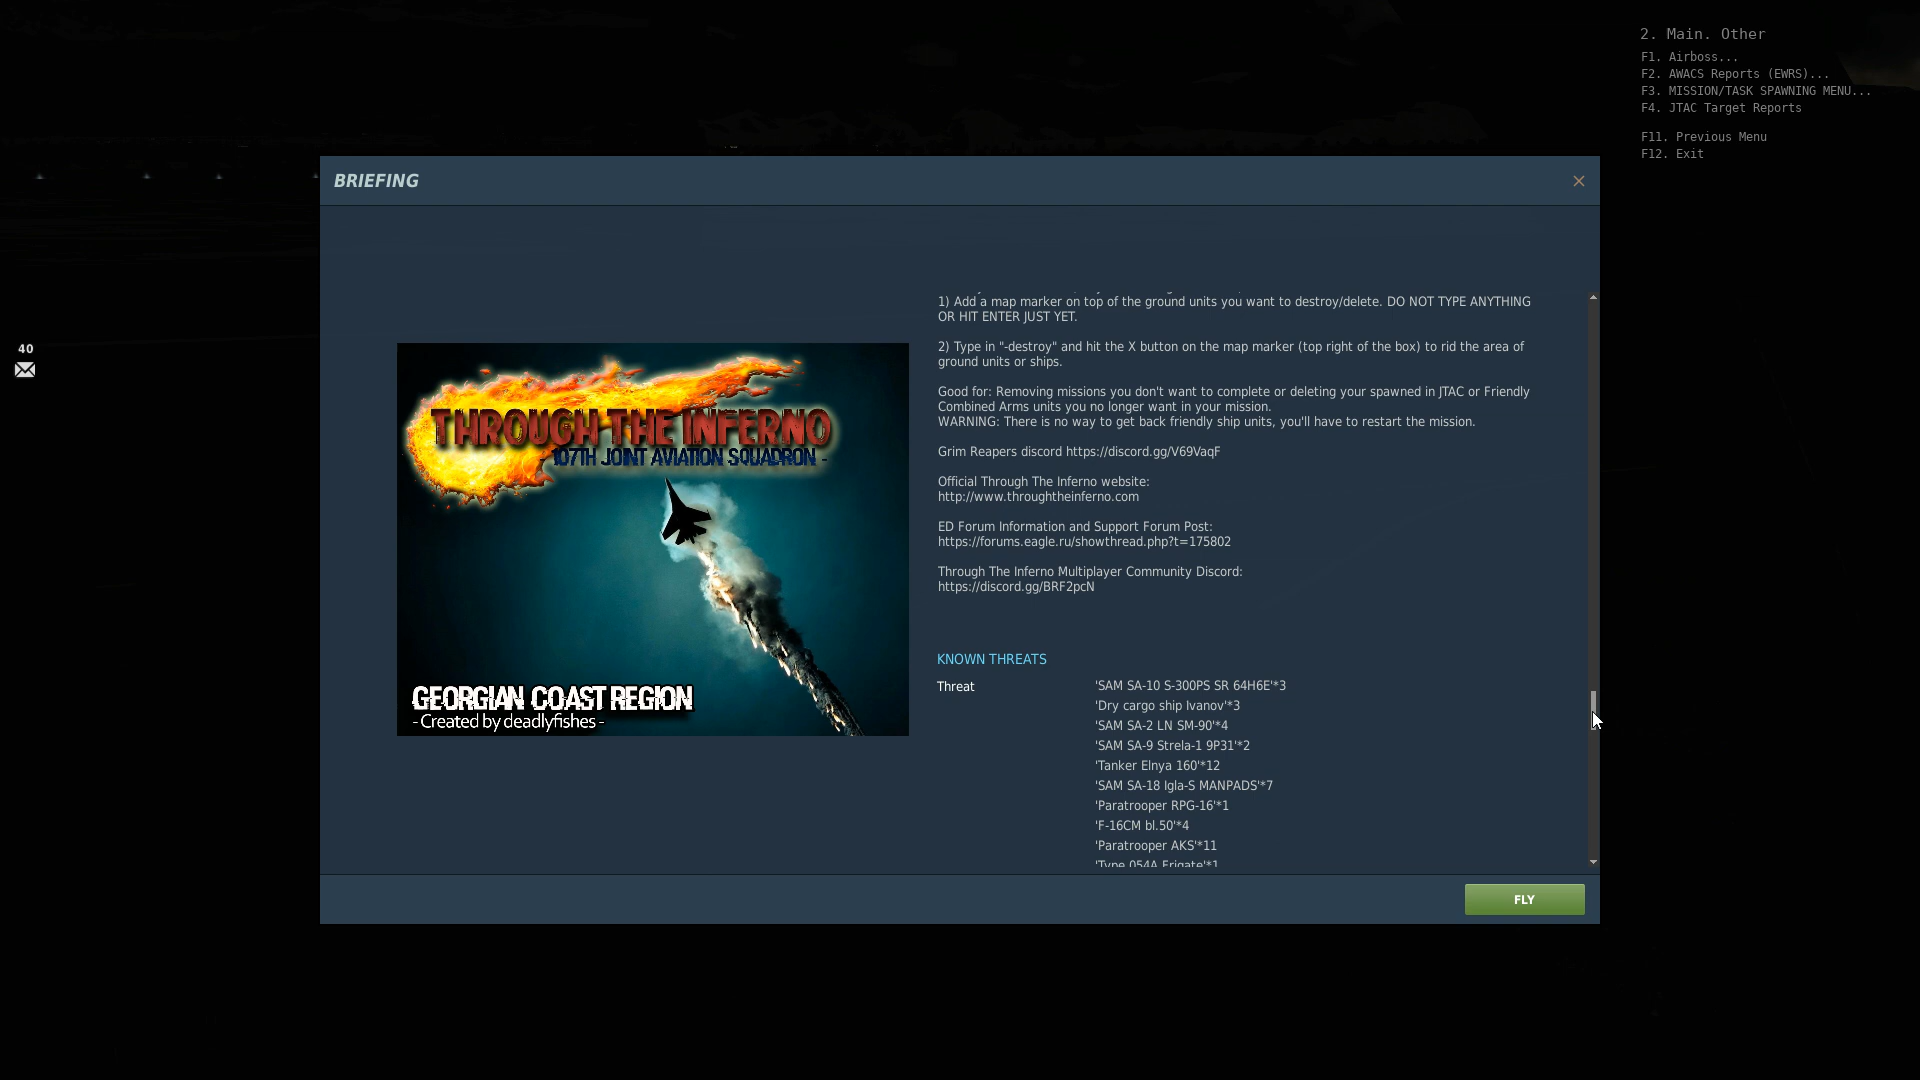 2. Main. Other
F1. Airboss...
F2. AWACS Reports (EWRS)...
F3. MISSION/TASK SPAWNING MENU...
F4. JTAC Target Reports
F11. Previous Menu
F12. Exit
BRIEFING
40
THROUGH THE INFERNO
- 107TH JOINT AVIATION SQUADRON -
GEORGIAN COAST REGION
- Created by deadlyfishes -
1) Add a map marker on top of the ground units you want to destroy/delete. DO NOT TYPE ANYTHING
OR HIT ENTER JUST YET.
2) Type in "-destroy" and hit the X button on the map marker (top right of the box) to rid the area of
ground units or ships.
Good for: Removing missions you don't want to complete or deleting your spawned in JTAC or Friendly
Combined Arms units you no longer want in your mission.
WARNING: There is no way to get back friendly ship units, you'll have to restart the mission.
Grim Reapers discord https://discord.gg/V69VaqF
Official Through The Inferno website:
http://www.throughtheinferno.com
ED Forum Information and Support Forum Post:
https://forums.eagle.ru/showthread.php?t=175802
Through The Inferno Multiplayer Community Discord:
https://discord.gg/BRF2pcN
KNOWN THREATS
Threat
'SAM SA-10 S-300PS SR 64H6E'*3
'Dry cargo ship Ivanov'*3
'SAM SA-2 LN SM-90'*4
'SAM SA-9 Strela-1 9P31'*2
'Tanker Elnya 160'*12
'SAM SA-18 Igla-S MANPADS'*7
'Paratrooper RPG-16'*1
'F-16CM bl.50'*4
'Paratrooper AKS'*11
'Type 054A Frigate'*1
FLY